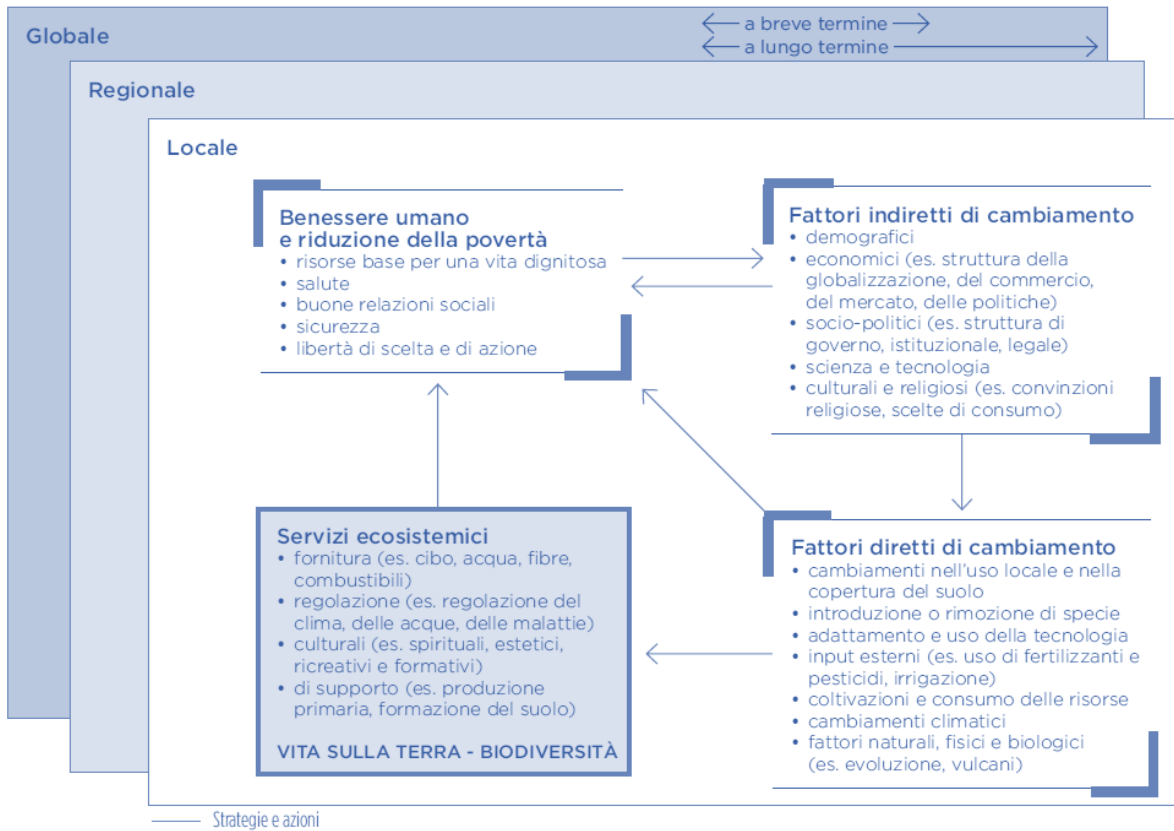 Globale
a breve termine
a lungo termine
Regionale
Locale
Benessere umano
e riduzione della povertà
• risorse base per una vita dignitosa
• salute
• buone relazioni sociali
• sicurezza
• libertà di scelta e di azione
Fattori indiretti di cambiamento
• demografici
• economici (es. struttura della
globalizzazione, del commercio,
del mercato, delle politiche)
• socio-politici (es. struttura di
governo, istituzionale, legale)
• scienza e tecnologia
• culturali e religiosi (es. convinzioni
religiose, scelte di consumo)
Servizi ecosistemici
• fornitura (es. cibo, acqua, fibre,
combustibili)
• regolazione (es. regolazione del
clima, delle acque, delle malattie)
• culturali (es. spirituali, estetici,
ricreativi e formativi)
• di supporto (es. produzione
primaria, formazione del suolo)
VITA SULLA TERRA - BIODIVERSITÀ
Fattori diretti di cambiamento
• cambiamenti nell'uso locale e nella
copertura del suolo
• introduzione o rimozione di specie
• adattamento e uso della tecnologia
• input esterni (es. uso di fertilizzanti e
pesticidi, irrigazione)
• coltivazioni e consumo delle risorse
• cambiamenti climatici
• fattori naturali, fisici e biologici
(es. evoluzione, vulcani)
Strategie e azioni